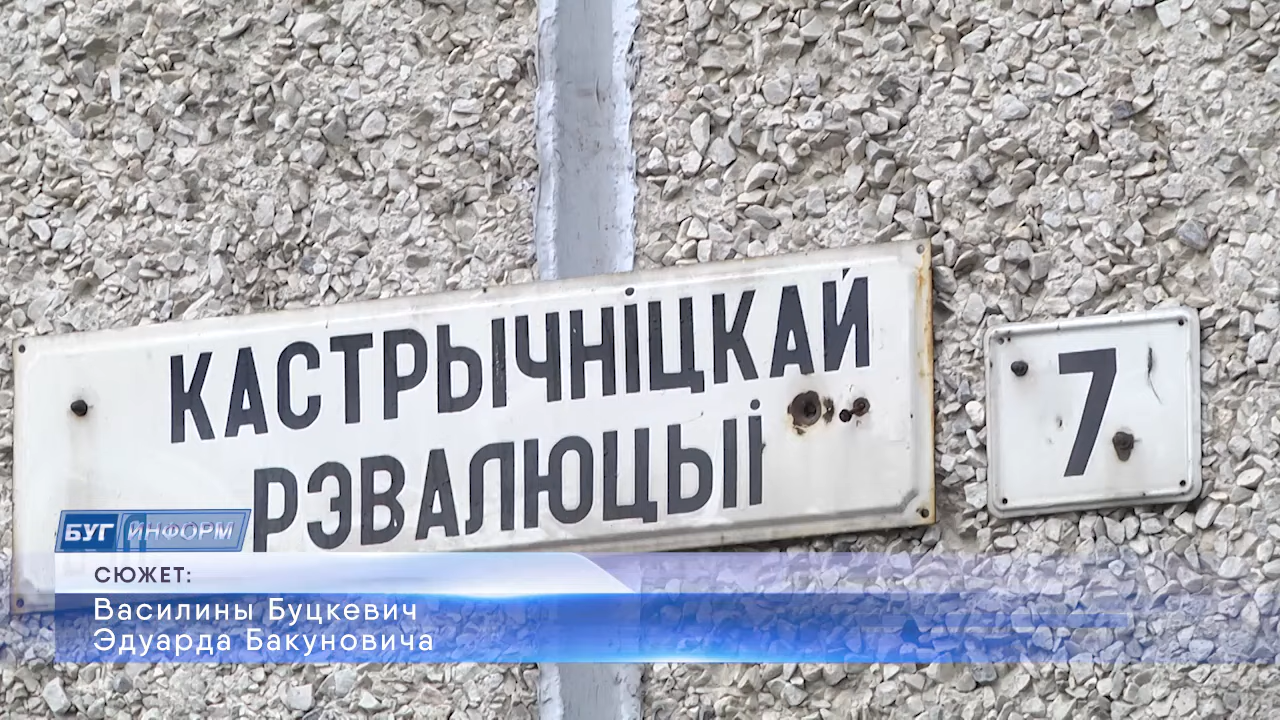 КАСТРЫЧНІЦКАЙ
РЭВАЛЮЦЫІ
7
БУГ ИНФОРМ
СЮЖЕТ:
Василины Буцкевич
Эдуарда Бакуновича